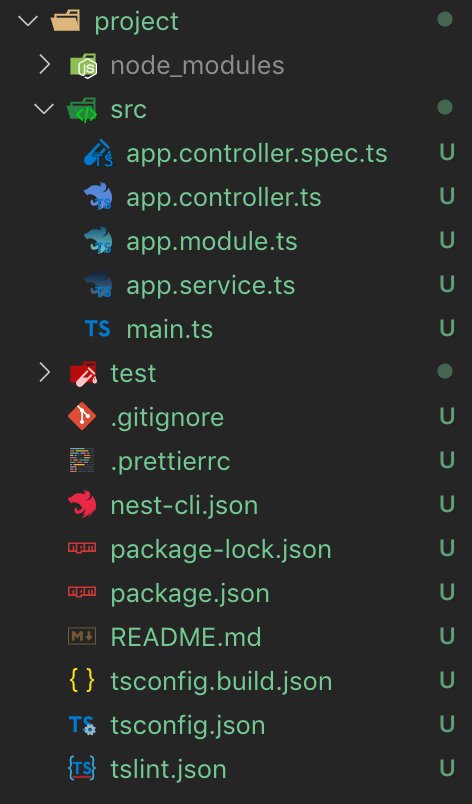 project
node_modules
src
app.controller.spec.ts U
app.controller.ts U
app.module.ts U
app.service.ts U
TS main.ts U
test
.gitignore U
.prettierrc U
nest-cli.json U
package-lock.json U
package.json U
README.md U
{ } tsconfig.build.json U
TS tsconfig.json U
TS tslint.json U